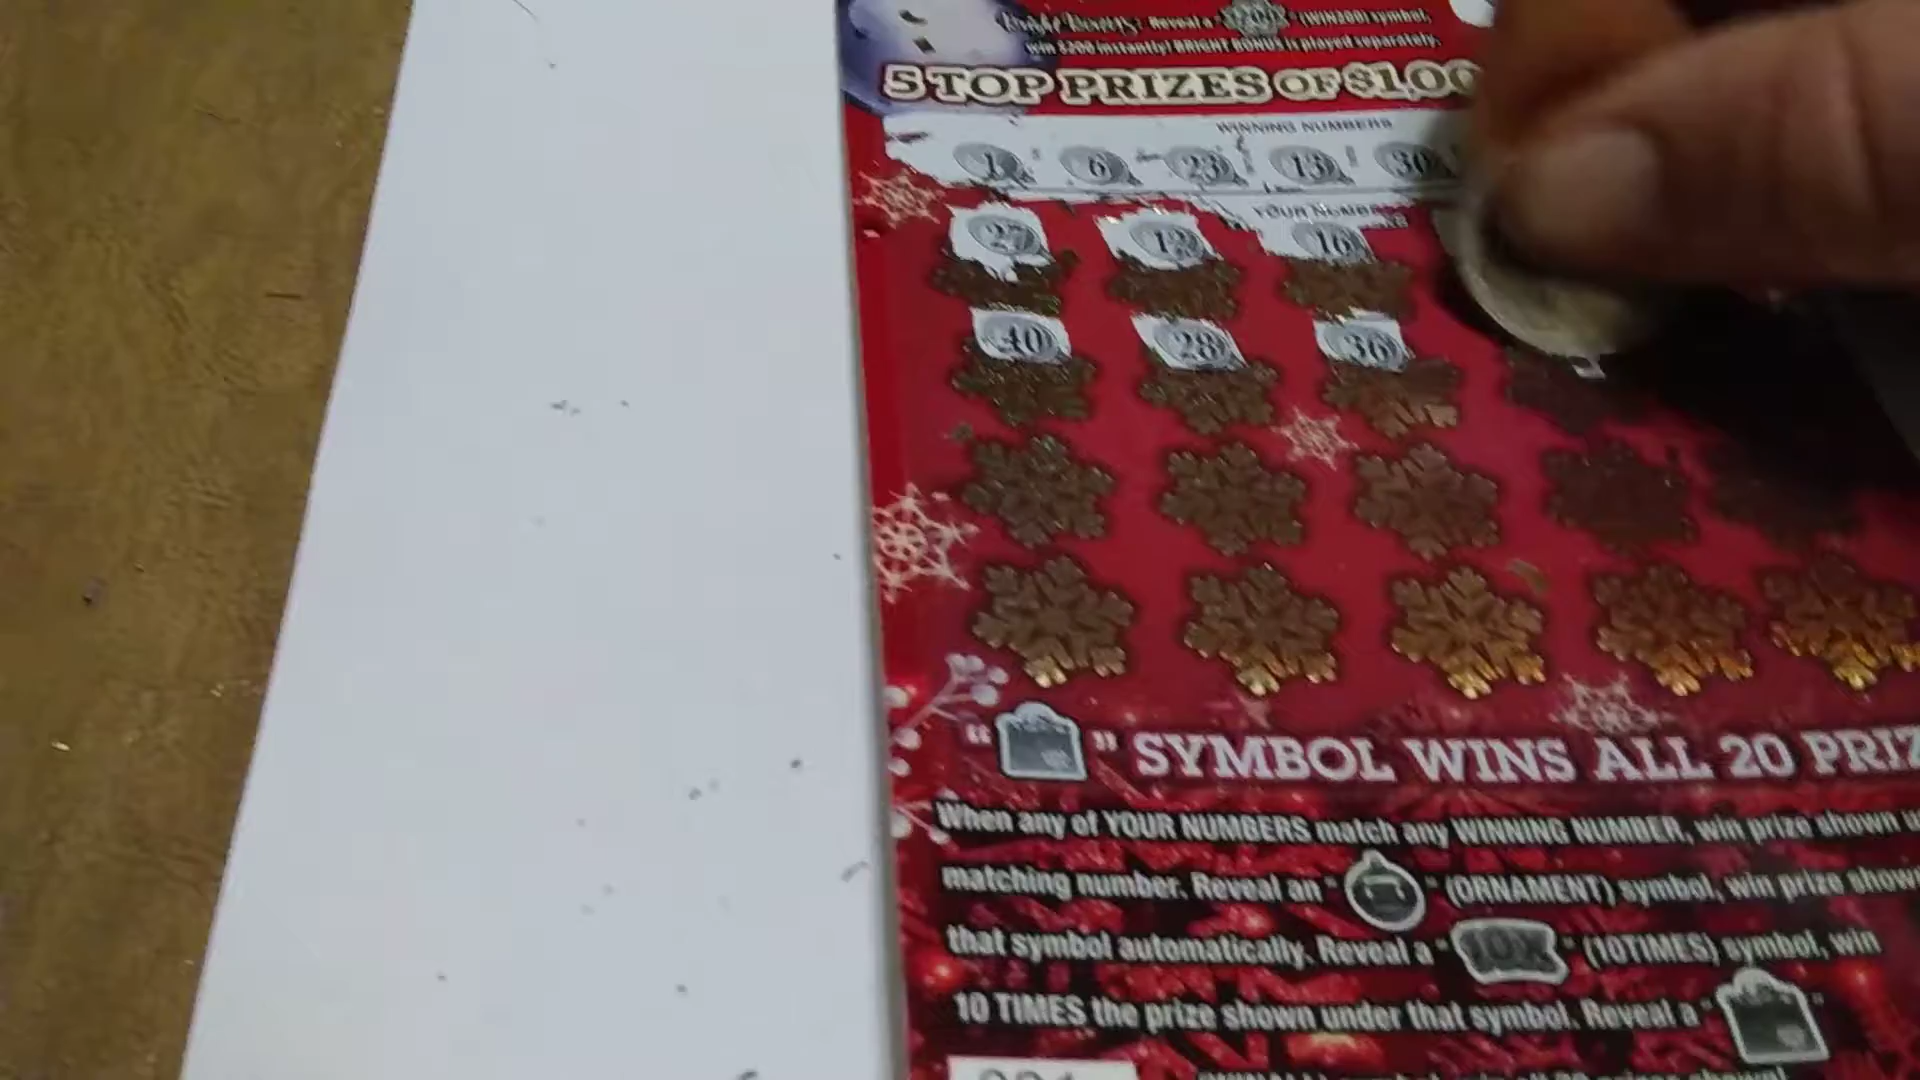 Reveal a "$200" (WIN200) symbol,
win $200 instantly! BRIGHT BONUS is played separately.
5 TOP PRIZES OF $1,00
WINNING NUMBERS
1 6 23 13 30
YOUR NUMBERS
27 12 16
40 28 36
" " SYMBOL WINS ALL 20 PRIZ
When any of YOUR NUMBERS match any WINNING NUMBER, win prize shown u
matching number. Reveal an " " (ORNAMENT) symbol, win prize shown
that symbol automatically. Reveal a "10X" (10TIMES) symbol, win
10 TIMES the prize shown under that symbol. Reveal a " "